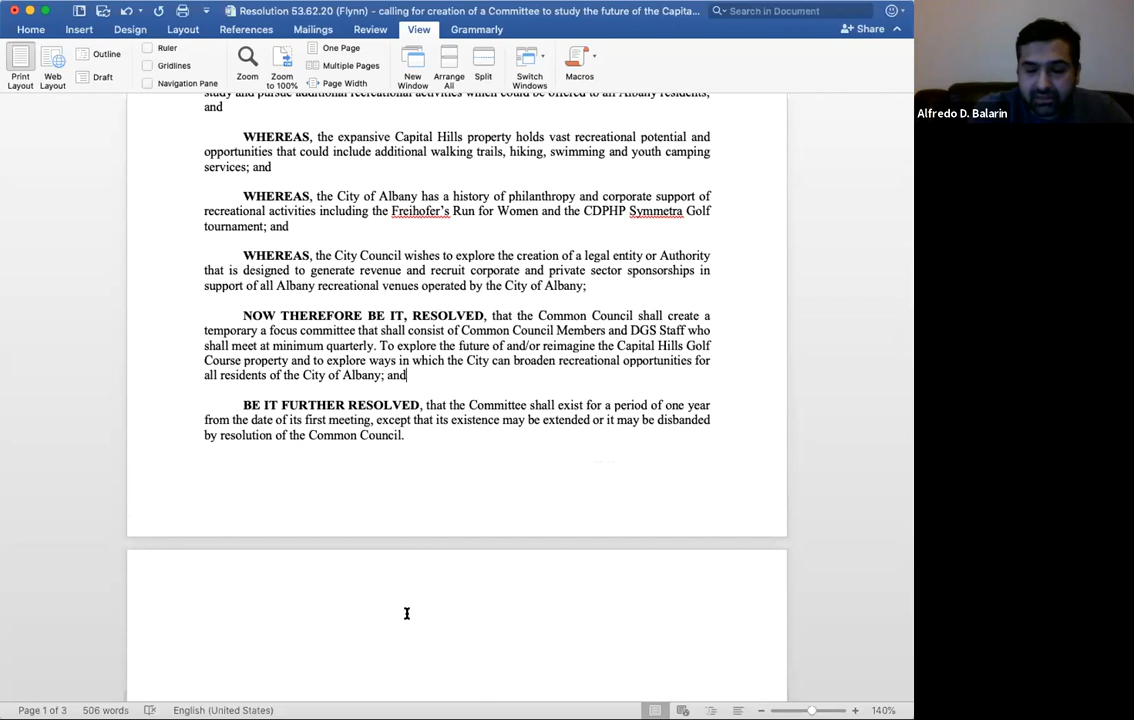 Resolution 53.62.20 (Flynn) - calling for creation of a Committee to study the future of the Capita...
Search in Document
Home Insert Design Layout References Mailings Review View Grammarly
Share
Print Layout
Web Layout
Outline
Draft
Ruler
Gridlines
Navigation Pane
Zoom
Zoom to 100%
One Page
Multiple Pages
Page Width
New Window
Arrange All
Split
Switch Windows
Macros
Alfredo D. Balarin
study and pursue additional recreational activities which could be offered to all Albany residents;
and
WHEREAS, the expansive Capital Hills property holds vast recreational potential and
opportunities that could include additional walking trails, hiking, swimming and youth camping
services; and
WHEREAS, the City of Albany has a history of philanthropy and corporate support of
recreational activities including the Freihofer's Run for Women and the CDPHP Symmetra Golf
tournament; and
WHEREAS, the City Council wishes to explore the creation of a legal entity or Authority
that is designed to generate revenue and recruit corporate and private sector sponsorships in
support of all Albany recreational venues operated by the City of Albany;
NOW THEREFORE BE IT, RESOLVED, that the Common Council shall create a
temporary a focus committee that shall consist of Common Council Members and DGS Staff who
shall meet at minimum quarterly. To explore the future of and/or reimagine the Capital Hills Golf
Course property and to explore ways in which the City can broaden recreational opportunities for
all residents of the City of Albany; and
BE IT FURTHER RESOLVED, that the Committee shall exist for a period of one year
from the date of its first meeting, except that its existence may be extended or it may be disbanded
by resolution of the Common Council.
Page 1 of 3 506 words English (United States) 140%